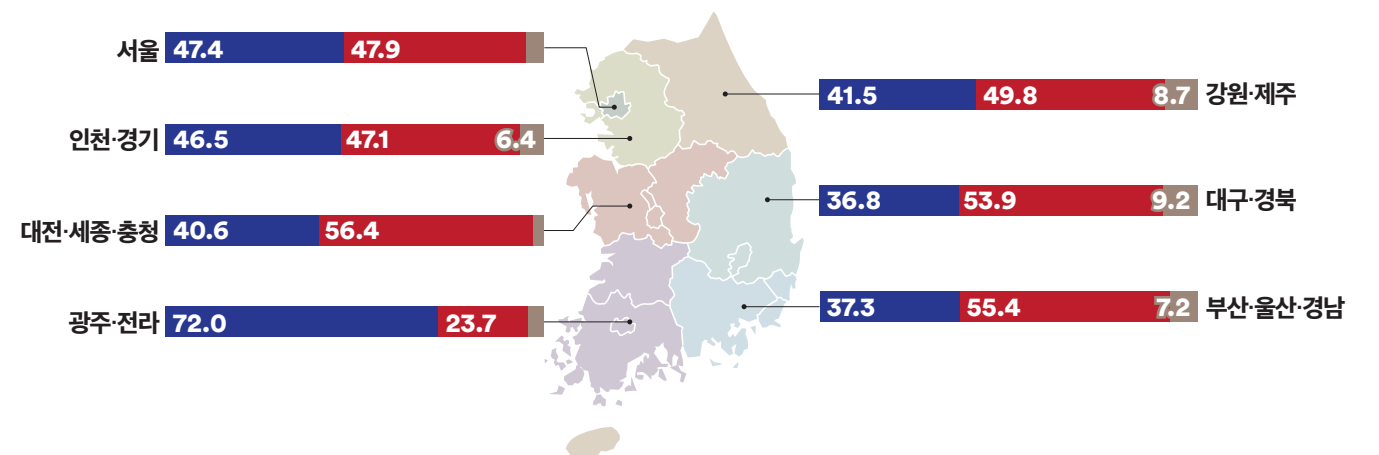 서울 47.4 47.9
인천·경기 46.5 47.1 6.4
대전·세종·충청 40.6 56.4
광주·전라 72.0 23.7
41.5 49.8 8.7 강원·제주
36.8 53.9 9.2 대구·경북
37.3 55.4 7.2 부산·울산·경남